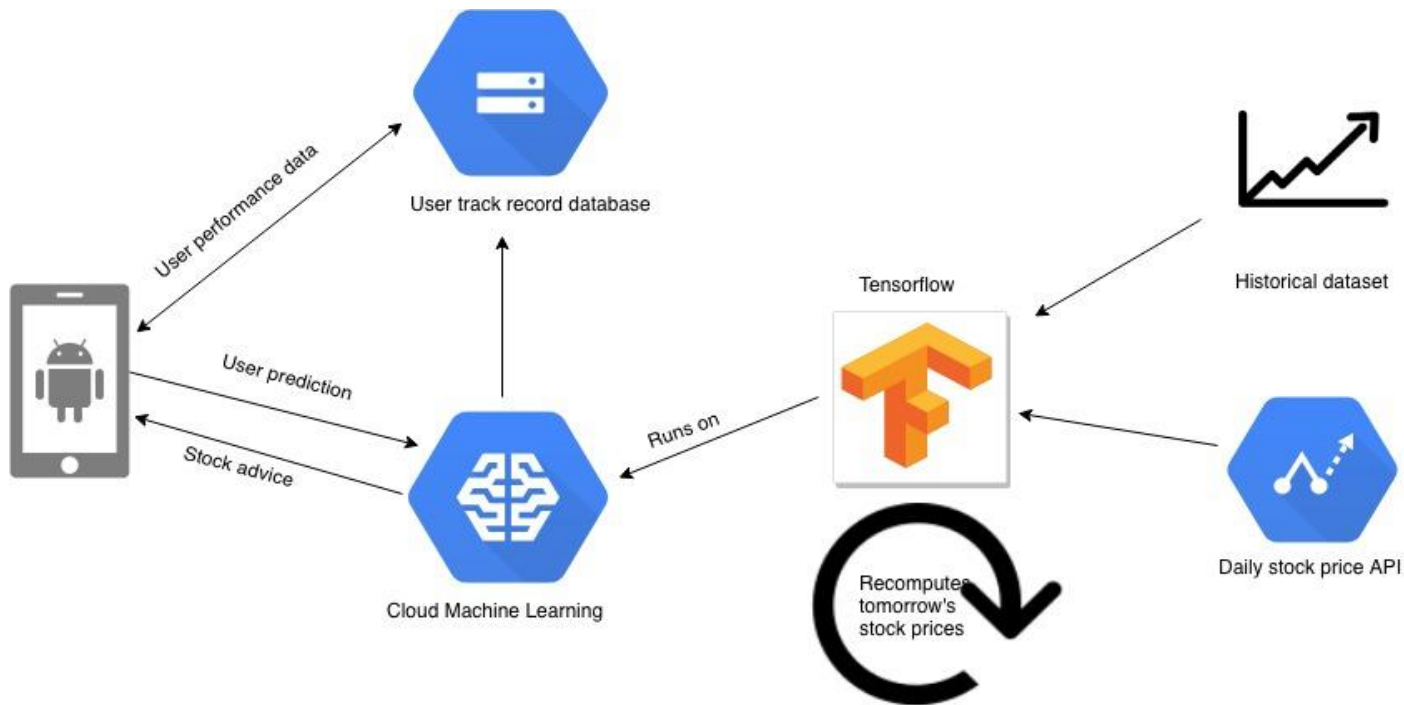 User performance data
User track record database
User prediction
Stock advice
Cloud Machine Learning
Runs on
Tensorflow
Recomputes
tomorrow's
stock prices
Historical dataset
Daily stock price API